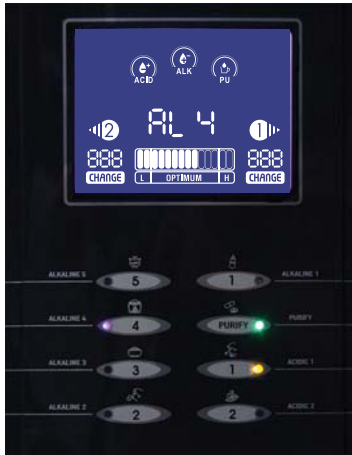 ACID ALK PU
2 AL 4 1
888 888
CHANGE L OPTIMUM H CHANGE
ALKALINE 5 5 1 ALKALINE 1
ALKALINE 4 4 PURIFY PURIFY
ALKALINE 3 3 1 ACIDIC 1
ALKALINE 2 2 2 ACIDIC 2